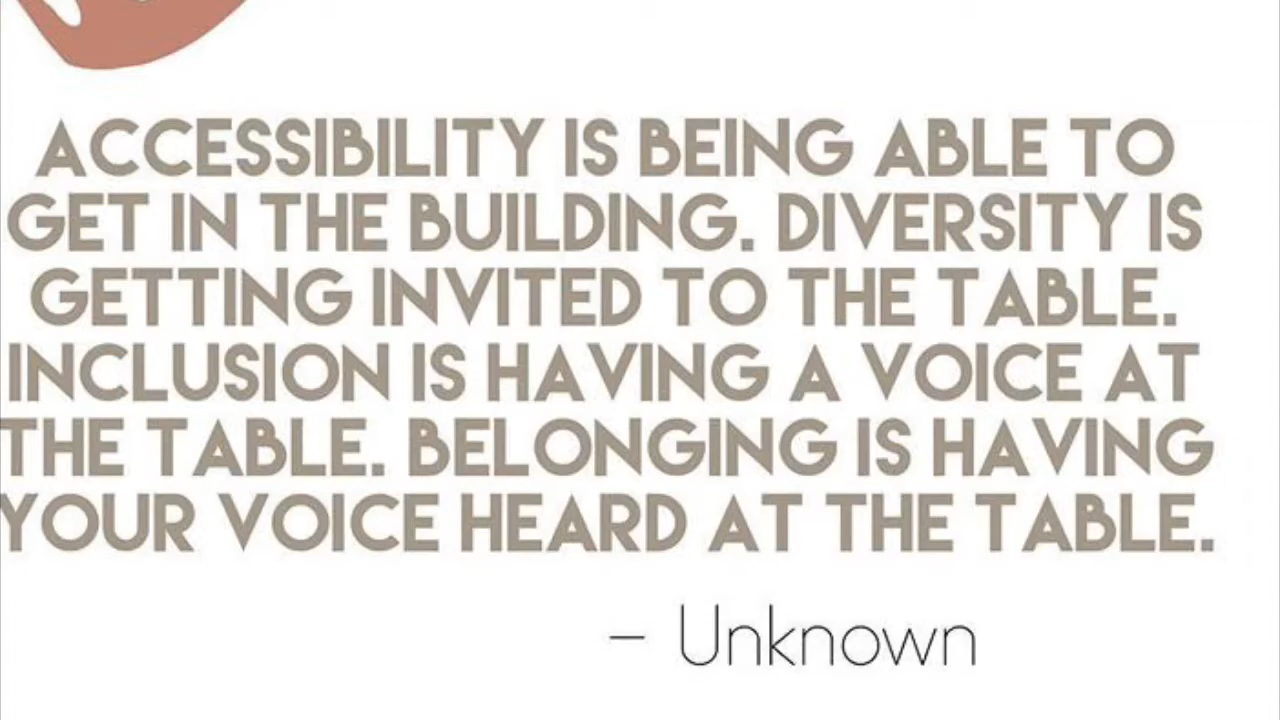 ACCESSIBILITY IS BEING ABLE TO
GET IN THE BUILDING. DIVERSITY IS
GETTING INVITED TO THE TABLE.
INCLUSION IS HAVING A VOICE AT
THE TABLE. BELONGING IS HAVING
YOUR VOICE HEARD AT THE TABLE.
– Unknown